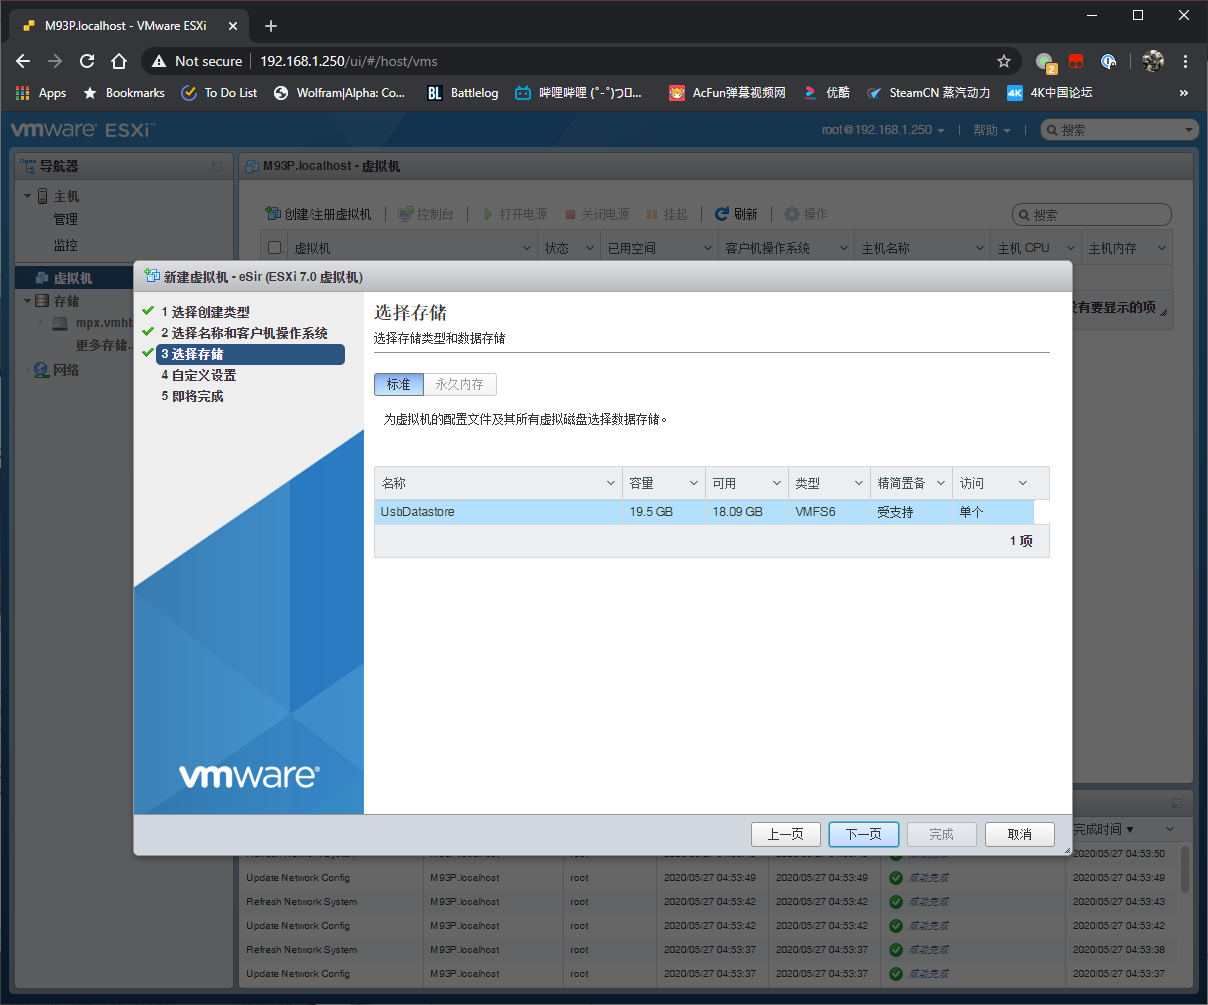 M93P.localhost - VMware ESXi
Not secure
192.168.1.250/ui/#/host/vms
2
Apps
Bookmarks
To Do List
Wolfram|Alpha: Co...
BL Battlelog
哔哩哔哩 (゜-゜)つ...
AcFun弹幕视频网
优酷
SteamCN 蒸汽动力
4K 4K中国论坛
»
vmware ESXi™
root@192.168.1.250
帮助
搜索
导航器
M93P.localhost - 虚拟机
主机
管理
监控
虚拟机
存储
mpx.vmhb
更多存储...
网络
创建/注册虚拟机
控制台
打开电源
关闭电源
挂起
刷新
操作
搜索
虚拟机
状态
已用空间
客户机操作系统
主机名称
主机 CPU
主机内存
有要显示的项
新建虚拟机 - eSir (ESXi 7.0 虚拟机)
1 选择创建类型
2 选择名称和客户机操作系统
3 选择存储
4 自定义设置
5 即将完成
vmware®
选择存储
选择存储类型和数据存储
标准
永久内存
为虚拟机的配置文件及其所有虚拟磁盘选择数据存储。
名称 容量 可用 类型 精简置备 访问
UsbDatastore 19.5 GB 18.09 GB VMFS6 受支持 单个
1 项
上一页
下一页
完成
取消
完成时间 ▼
Refresh Network System M93P.localhost root 2020/05/27 04:53:50
Update Network Config M93P.localhost root 2020/05/27 04:53:49 2020/05/27 04:53:49 成功完成 2020/05/27 04:53:49
Refresh Network System M93P.localhost root 2020/05/27 04:53:42 2020/05/27 04:53:42 成功完成 2020/05/27 04:53:43
Update Network Config M93P.localhost root 2020/05/27 04:53:42 2020/05/27 04:53:42 成功完成 2020/05/27 04:53:42
Refresh Network System M93P.localhost root 2020/05/27 04:53:37 2020/05/27 04:53:37 成功完成 2020/05/27 04:53:38
Update Network Config M93P.localhost root 2020/05/27 04:53:37 2020/05/27 04:53:37 成功完成 2020/05/27 04:53:37